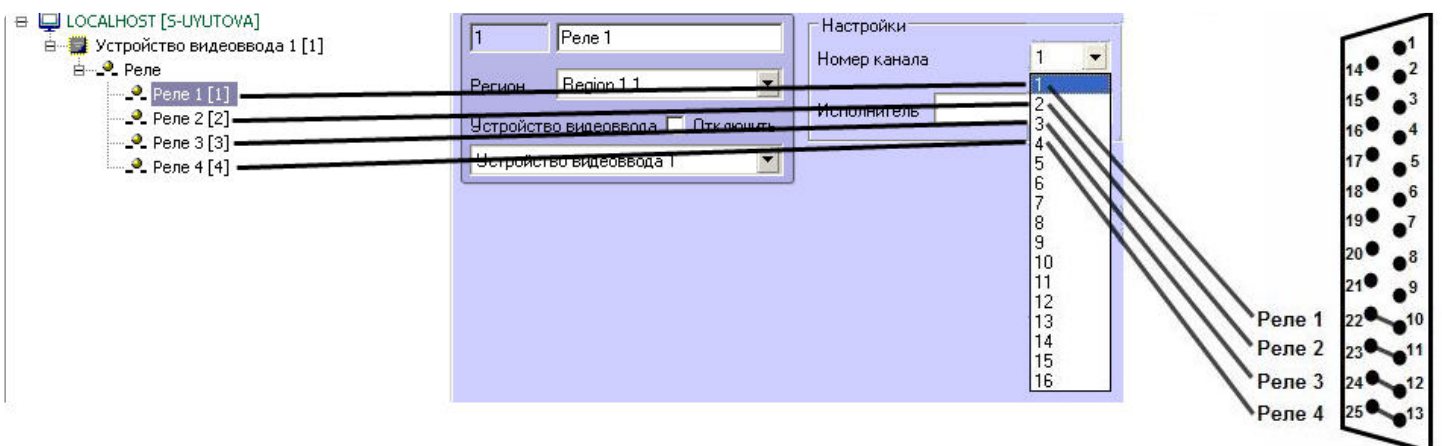 LOCALHOST [S-UYUTOVA]
Устройство видеоввода 1 [1]
Реле
Реле 1 [1]
Реле 2 [2]
Реле 3 [3]
Реле 4 [4]
1 Реле 1
Регион Region 1.1
Устройство видеоввода Отключить
Устройство видеоввода 1
Настройки
Номер канала 1
Исполнитель
1
2
3
4
5
6
7
8
9
10
11
12
13
14
15
16
Реле 1
Реле 2
Реле 3
Реле 4
1
14 2
15 3
16 4
17 5
18 6
19 7
20 8
21 9
22 10
23 11
24 12
25 13